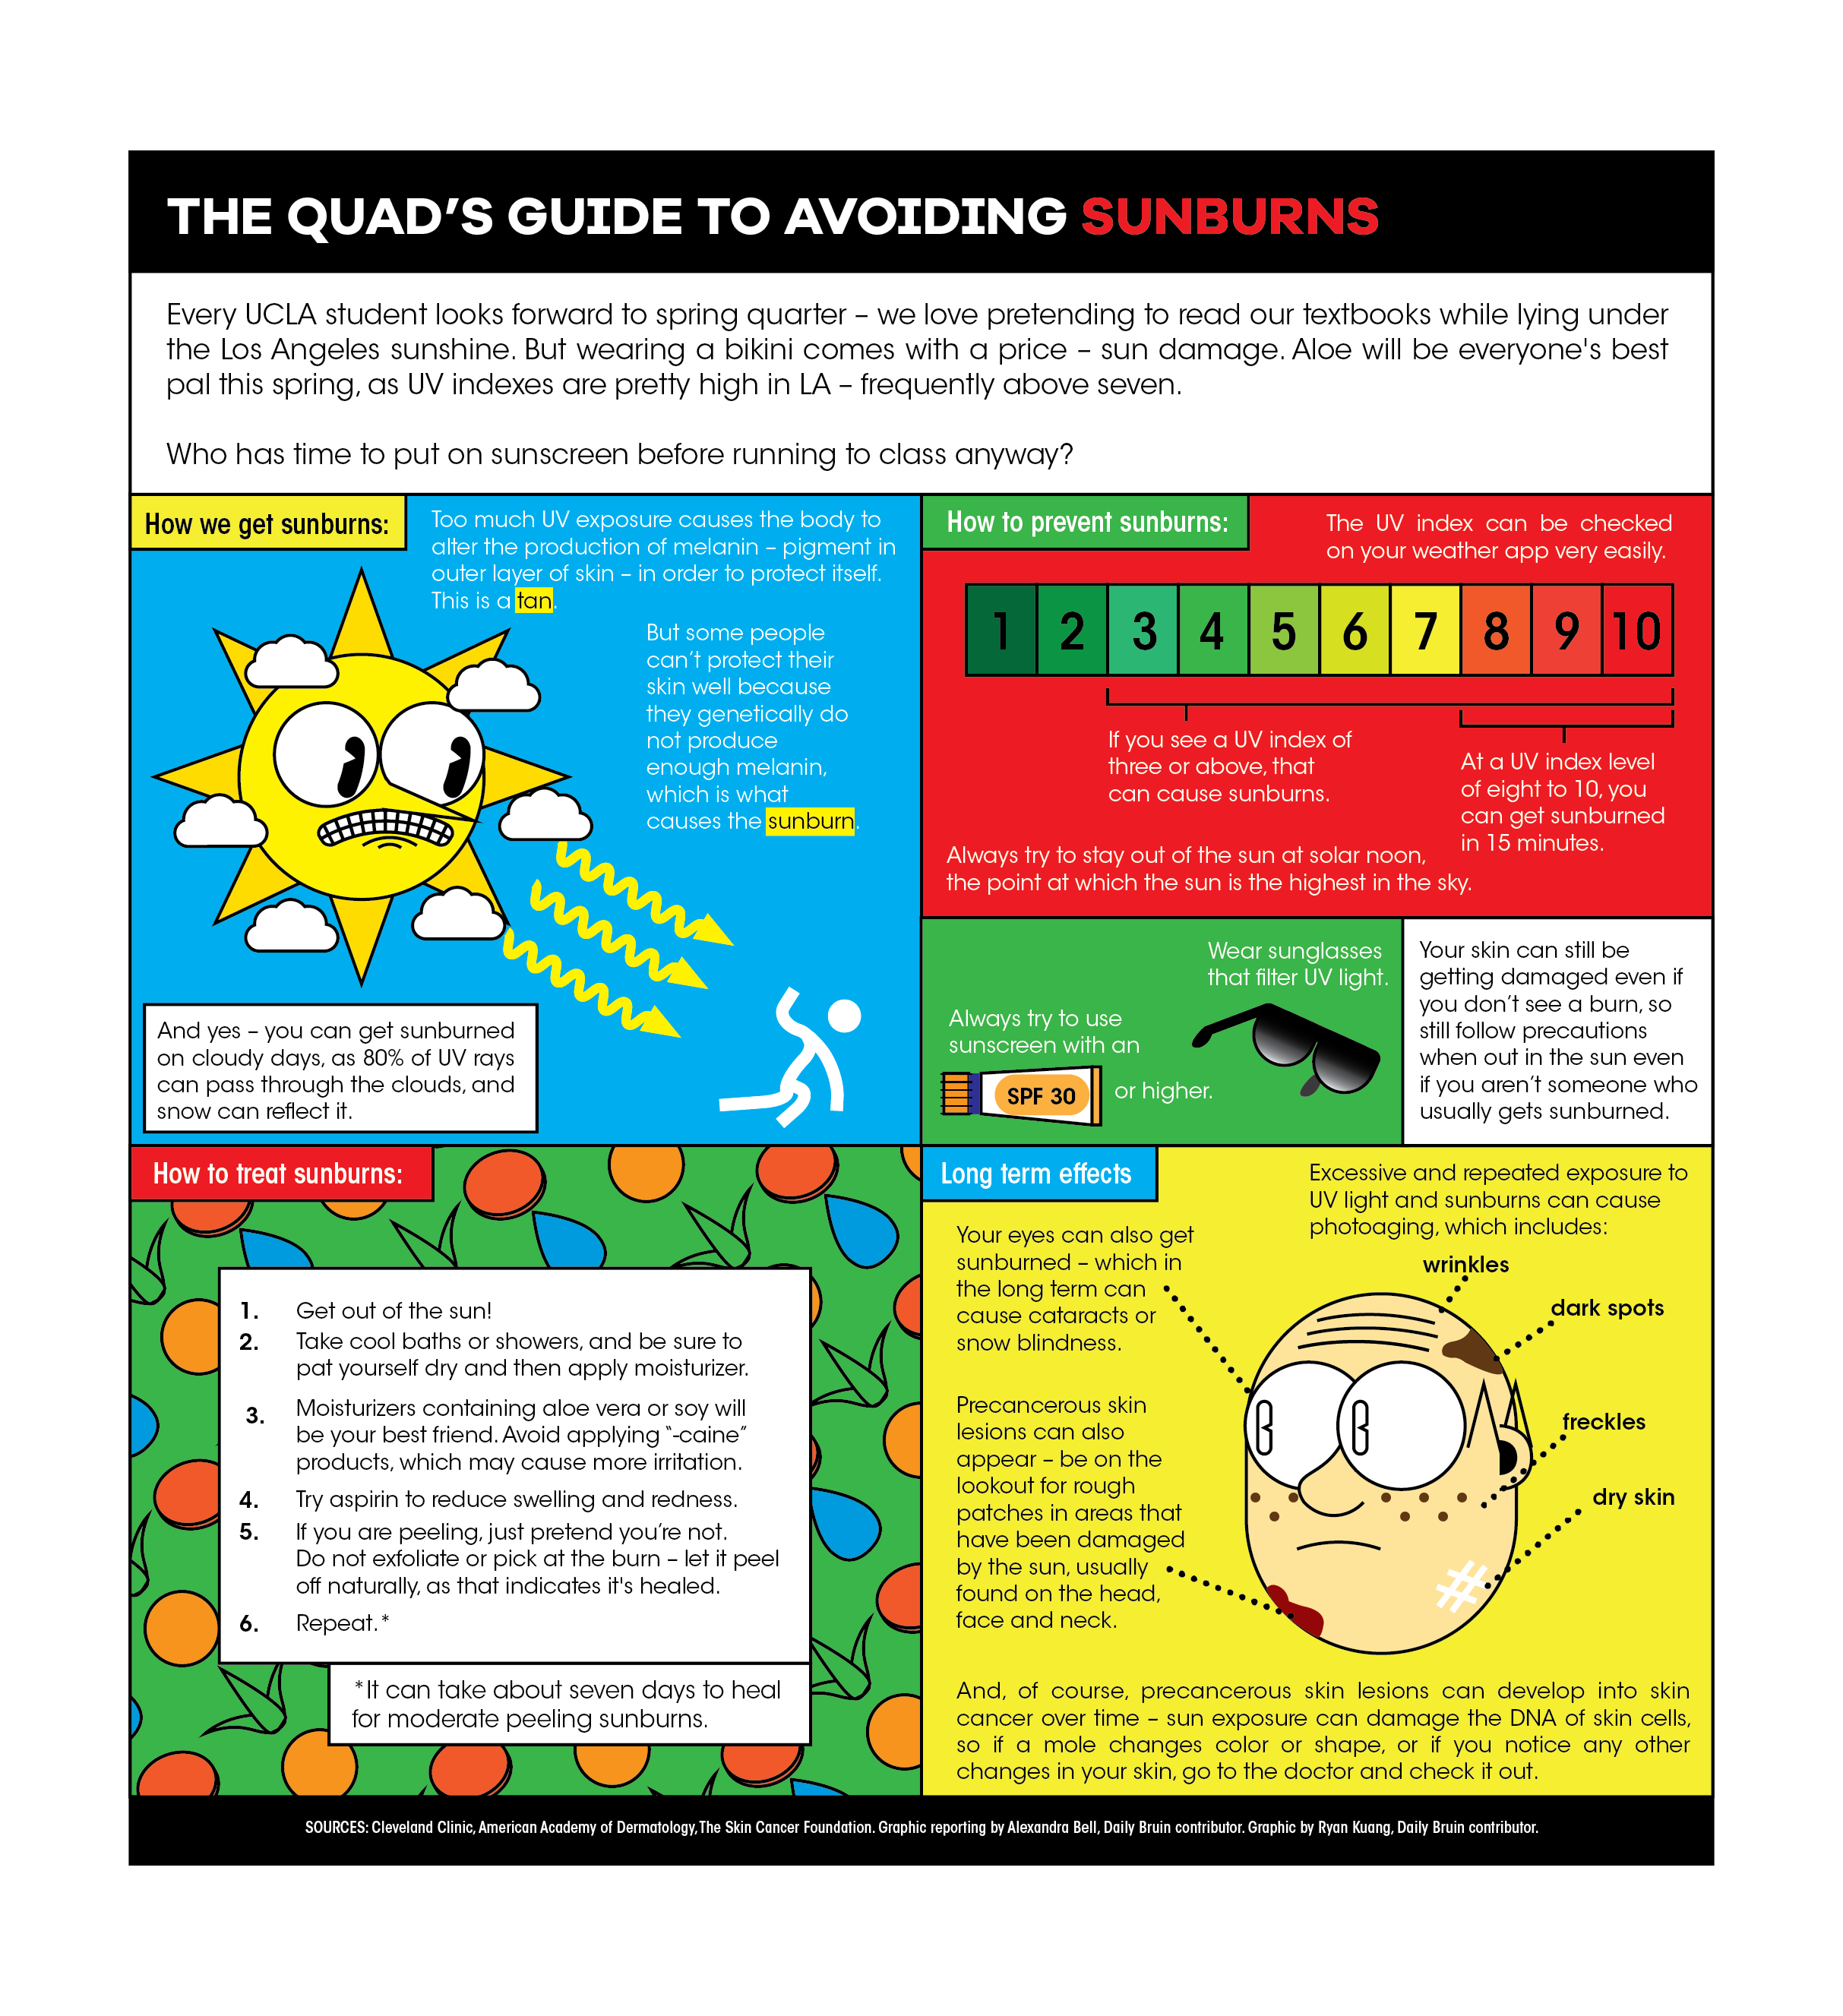 THE QUAD'S GUIDE TO AVOIDING SUNBURNS
Every UCLA student looks forward to spring quarter – we love pretending to read our textbooks while lying under
the Los Angeles sunshine. But wearing a bikini comes with a price – sun damage. Aloe will be everyone's best
pal this spring, as UV indexes are pretty high in LA – frequently above seven.
Who has time to put on sunscreen before running to class anyway?
How we get sunburns:
Too much UV exposure causes the body to
alter the production of melanin – pigment in
outer layer of skin – in order to protect itself.
This is a tan.
But some people
can't protect their
skin well because
they genetically do
not produce
enough melanin,
which is what
causes the sunburn.
And yes – you can get sunburned
on cloudy days, as 80% of UV rays
can pass through the clouds, and
snow can reflect it.
How to prevent sunburns:
The UV index can be checked
on your weather app very easily.
1 2 3 4 5 6 7 8 9 10
If you see a UV index of
three or above, that
can cause sunburns.
At a UV index level
of eight to 10, you
can get sunburned
in 15 minutes.
Always try to stay out of the sun at solar noon,
the point at which the sun is the highest in the sky.
Wear sunglasses
that filter UV light.
Always try to use
sunscreen with an
SPF 30 or higher.
Your skin can still be
getting damaged even if
you don't see a burn, so
still follow precautions
when out in the sun even
if you aren't someone who
usually gets sunburned.
How to treat sunburns:
1. Get out of the sun!
2. Take cool baths or showers, and be sure to
pat yourself dry and then apply moisturizer.
3. Moisturizers containing aloe vera or soy will
be your best friend. Avoid applying "-caine"
products, which may cause more irritation.
4. Try aspirin to reduce swelling and redness.
5. If you are peeling, just pretend you're not.
Do not exfoliate or pick at the burn – let it peel
off naturally, as that indicates it's healed.
6. Repeat.*
*It can take about seven days to heal
for moderate peeling sunburns.
Long term effects
Excessive and repeated exposure to
UV light and sunburns can cause
photoaging, which includes:
Your eyes can also get
sunburned – which in
the long term can
cause cataracts or
snow blindness.
wrinkles
dark spots
freckles
dry skin
Precancerous skin
lesions can also
appear – be on the
lookout for rough
patches in areas that
have been damaged
by the sun, usually
found on the head,
face and neck.
And, of course, precancerous skin lesions can develop into skin
cancer over time – sun exposure can damage the DNA of skin cells,
so if a mole changes color or shape, or if you notice any other
changes in your skin, go to the doctor and check it out.
SOURCES: Cleveland Clinic, American Academy of Dermatology, The Skin Cancer Foundation. Graphic reporting by Alexandra Bell, Daily Bruin contributor. Graphic by Ryan Kuang, Daily Bruin contributor.